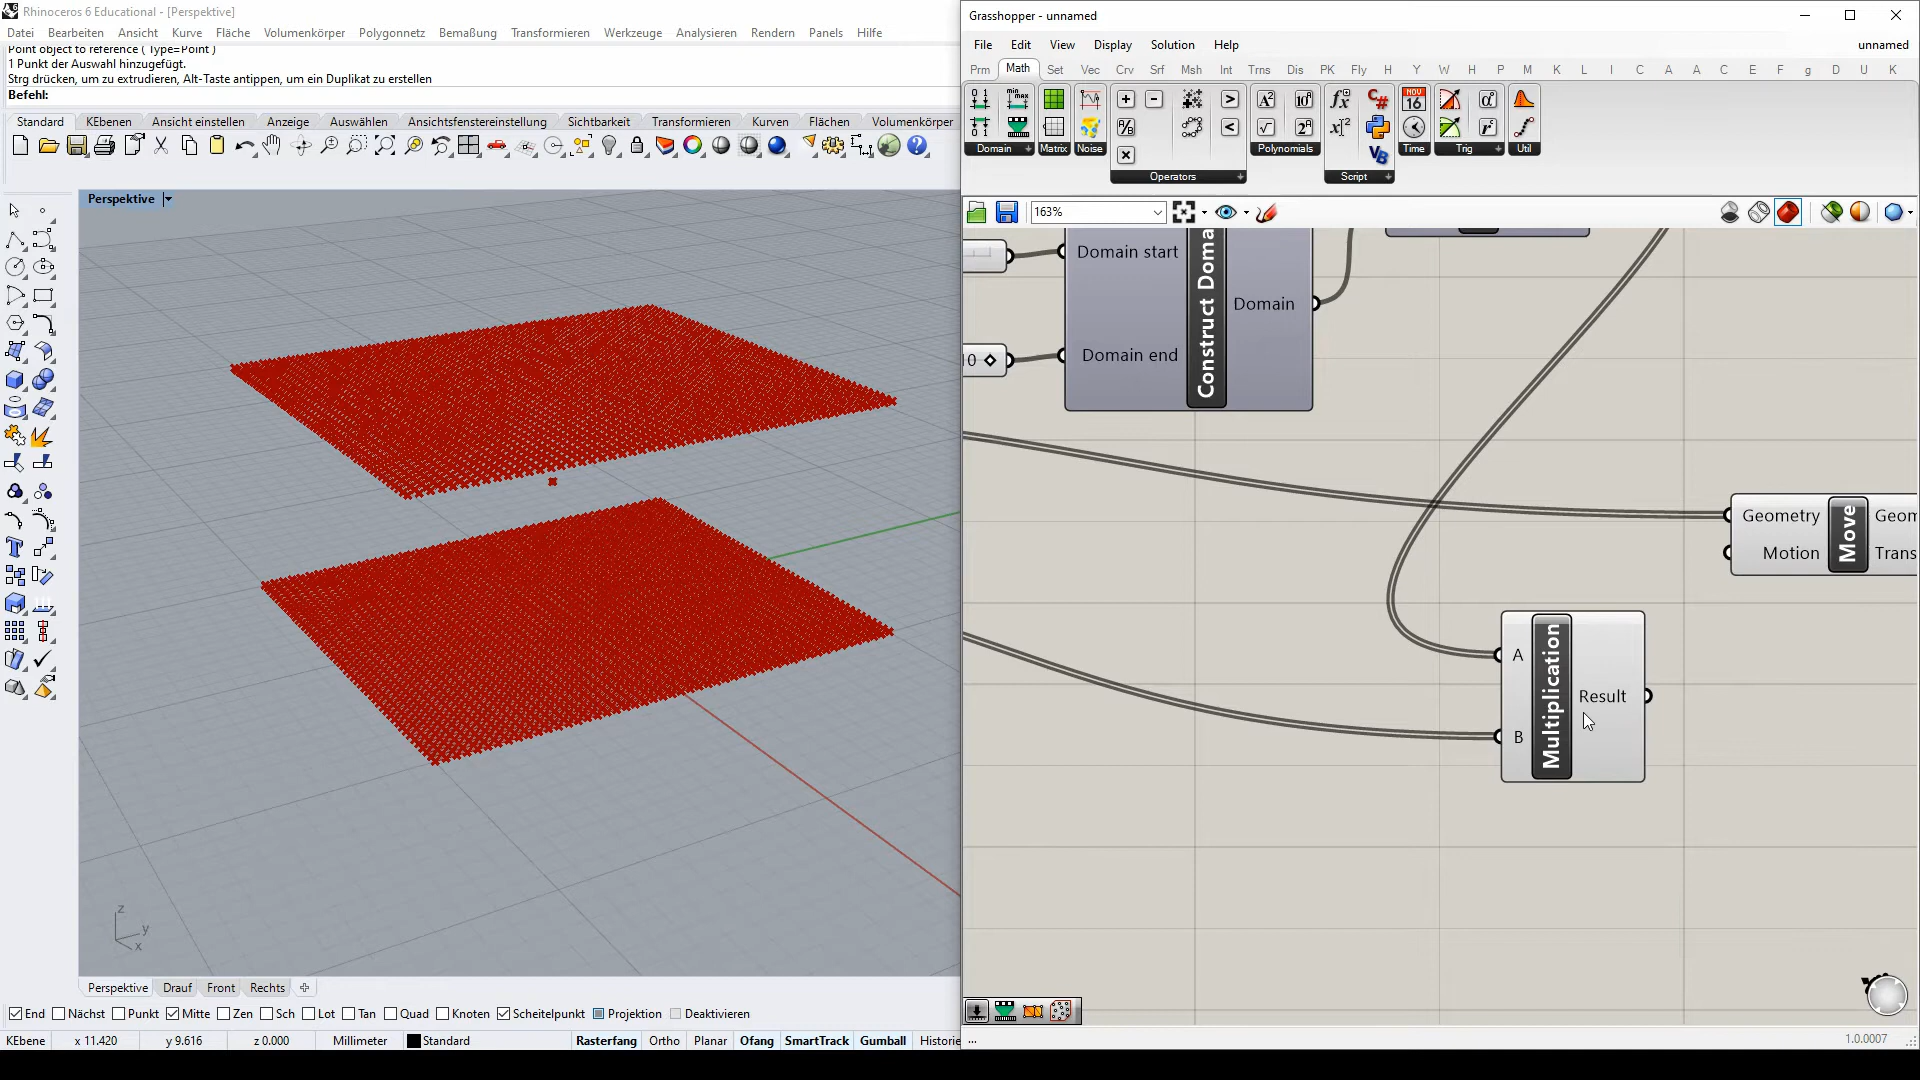 Rhinoceros 6 Educational - [Perspektive]
Datei Bearbeiten Ansicht Kurve Fläche Volumenkörper Polygonnetz Bemaßung Transformieren Werkzeuge Analysieren Rendern Panels Hilfe
Point object to reference ( Type=Point )
1 Punkt der Auswahl hinzugefügt.
Strg drücken, um zu extrudieren, Alt-Taste antippen, um ein Duplikat zu erstellen
Befehl:
Standard KEbenen Ansicht einstellen Anzeige Auswählen Ansichtsfenstereinstellung Sichtbarkeit Transformieren Kurven Flächen Volumenkörper
Perspektive
z
y
x
Perspektive Drauf Front Rechts
End Nächst Punkt Mitte Zen Sch Lot Tan Quad Knoten Scheitelpunkt Projektion Deaktivieren
KEbene x 11.420 y 9.616 z 0.000 Millimeter Standard Rasterfang Ortho Planar Ofang SmartTrack Gumball Historie
Grasshopper - unnamed
File Edit View Display Solution Help unnamed
Prm Math Set Vec Crv Srf Msh Int Trns Dis PK Fly H Y W H P M K L I C A A C E F g D U K
Domain Matrix Noise Operators Polynomials Script Time Trig Util
163%
Domain start
Construct Doma
Domain
10
Domain end
Geometry
Move
Geom
Motion
Trans
A
Multiplication
Result
B
... 1.0.0007